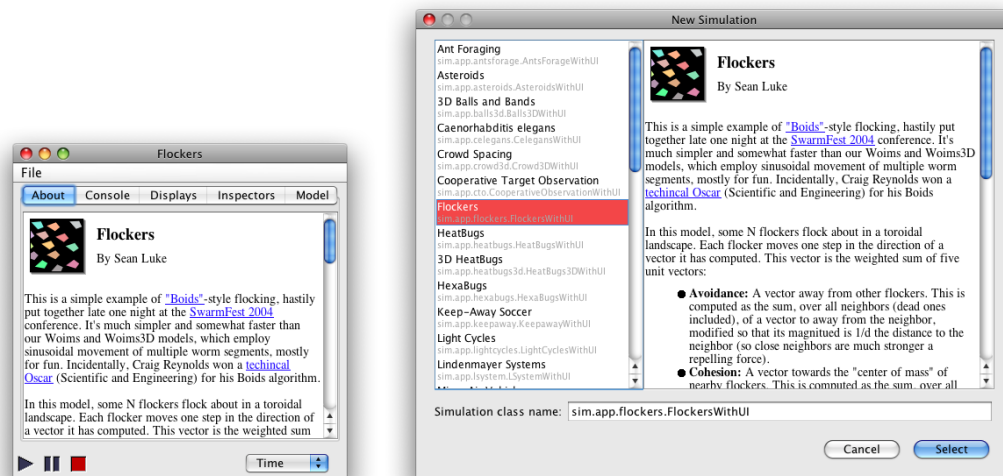 Flockers
File
About Console Displays Inspectors Model
Flockers
By Sean Luke
This is a simple example of "Boids"-style flocking, hastily
put together late one night at the SwarmFest 2004
conference. It's much simpler and somewhat faster than
our Woims and Woims3D models, which employ
sinusoidal movement of multiple worm segments, mostly
for fun. Incidentally, Craig Reynolds won a techincal
Oscar (Scientific and Engineering) for his Boids algorithm.
In this model, some N flockers flock about in a toroidal
landscape. Each flocker moves one step in the direction of
a vector it has computed. This vector is the weighted sum
Time
New Simulation
Ant Foraging
sim.app.antsforage.AntsForageWithUI
Asteroids
sim.app.asteroids.AsteroidsWithUI
3D Balls and Bands
sim.app.balls3d.Balls3DWithUI
Caenorhabditis elegans
sim.app.celegans.CelegansWithUI
Crowd Spacing
sim.app.crowd3d.Crowd3DWithUI
Cooperative Target Observation
sim.app.cto.CooperativeObservationWithUI
Flockers
sim.app.flockers.FlockersWithUI
HeatBugs
sim.app.heatbugs.HeatBugsWithUI
3D HeatBugs
sim.app.heatbugs3d.HeatBugs3DWithUI
HexaBugs
sim.app.hexabugs.HexaBugsWithUI
Keep-Away Soccer
sim.app.keepaway.KeepawayWithUI
Light Cycles
sim.app.lightcycles.LightCyclesWithUI
Lindenmayer Systems
sim.app.lsystem.LSystemWithUI
Flockers
By Sean Luke
This is a simple example of "Boids"-style flocking, hastily put
together late one night at the SwarmFest 2004 conference. It's
much simpler and somewhat faster than our Woims and Woims3D
models, which employ sinusoidal movement of multiple worm
segments, mostly for fun. Incidentally, Craig Reynolds won a
techincal Oscar (Scientific and Engineering) for his Boids
algorithm.
In this model, some N flockers flock about in a toroidal
landscape. Each flocker moves one step in the direction of a
vector it has computed. This vector is the weighted sum of five
unit vectors:
● Avoidance: A vector away from other flockers. This is
computed as the sum, over all neighbors (dead ones
included), of a vector to away from the neighbor,
modified so that its magnitued is 1/d the distance to the
neighbor (so close neighbors are much stronger a
repelling force).
● Cohesion: A vector towards the "center of mass" of
nearby flockers. This is computed as the sum, over all
Simulation class name: sim.app.flockers.FlockersWithUI
Cancel Select